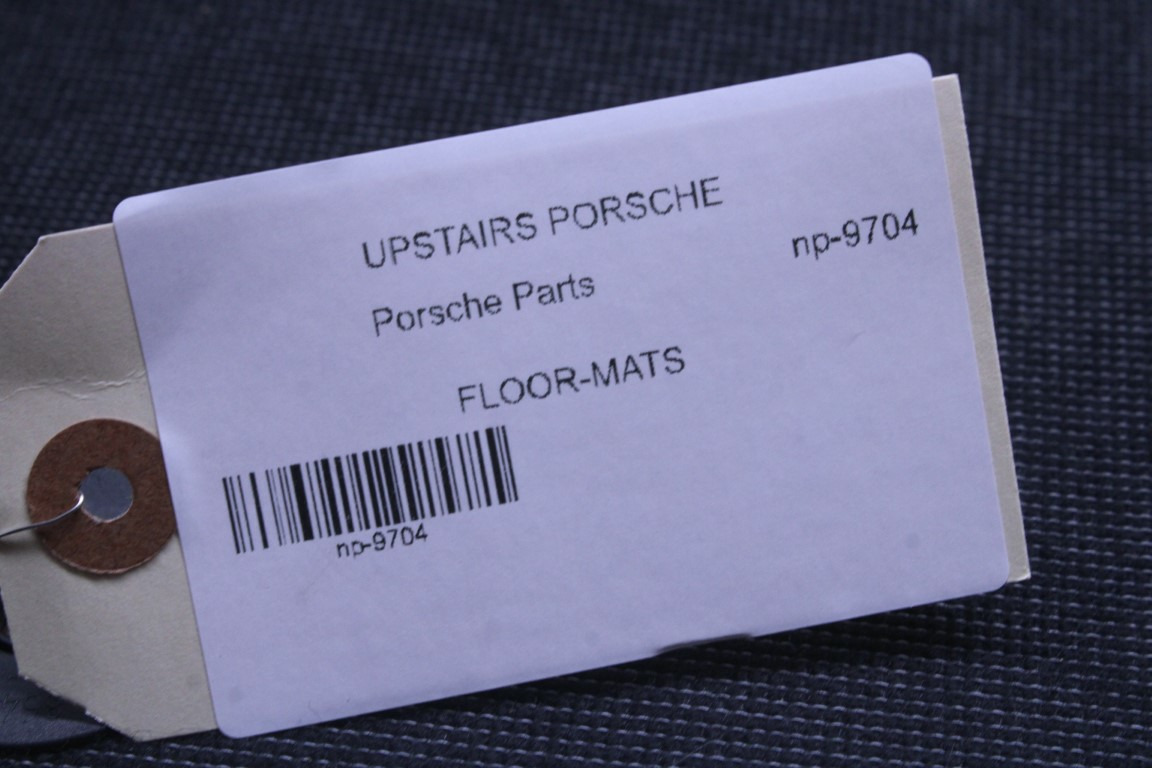 UPSTAIRS PORSCHE
np-9704
Porsche Parts
FLOOR-MATS
np-9704